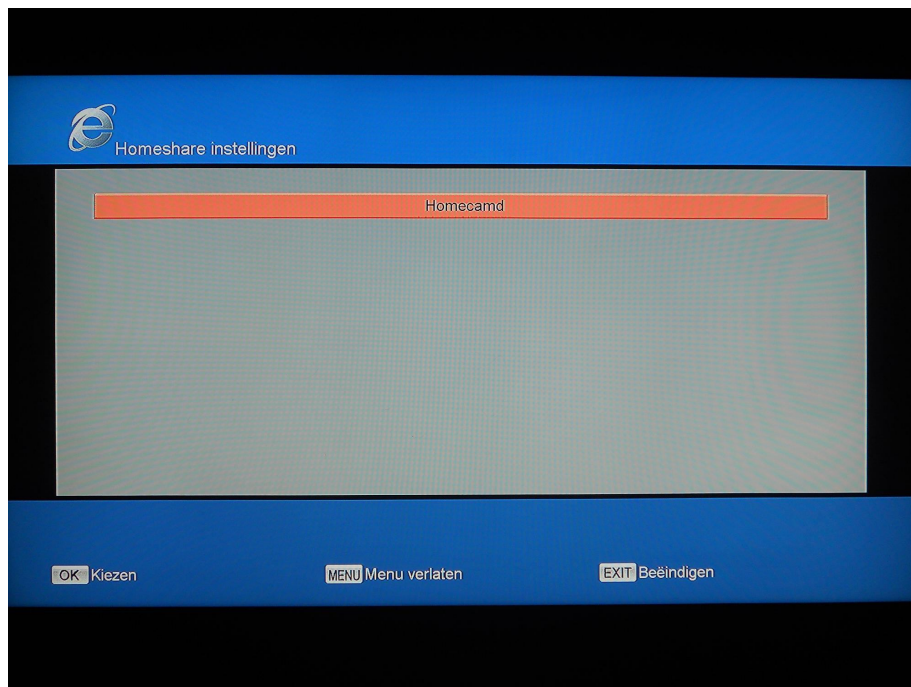 Homeshare instellingen
Homecamd
OK Kiezen
MENU Menu verlaten
EXIT Beëindigen